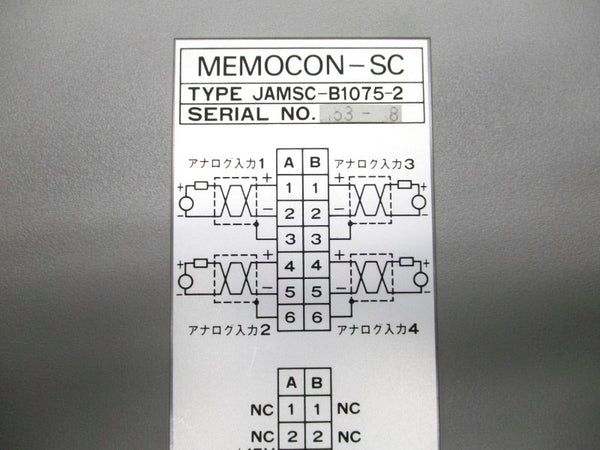 MEMOCON-SC
TYPE JAMSC-B1075-2
SERIAL NO. 63 - 8
アナログ入力1 A B アナログ入力3
+ + 1 1 + +
- - 2 2 - -
3 3
+ + 4 4 + +
- - 5 5 - -
アナログ入力2 6 6 アナログ入力4
A B
NC 1 1 NC
NC 2 2 NC